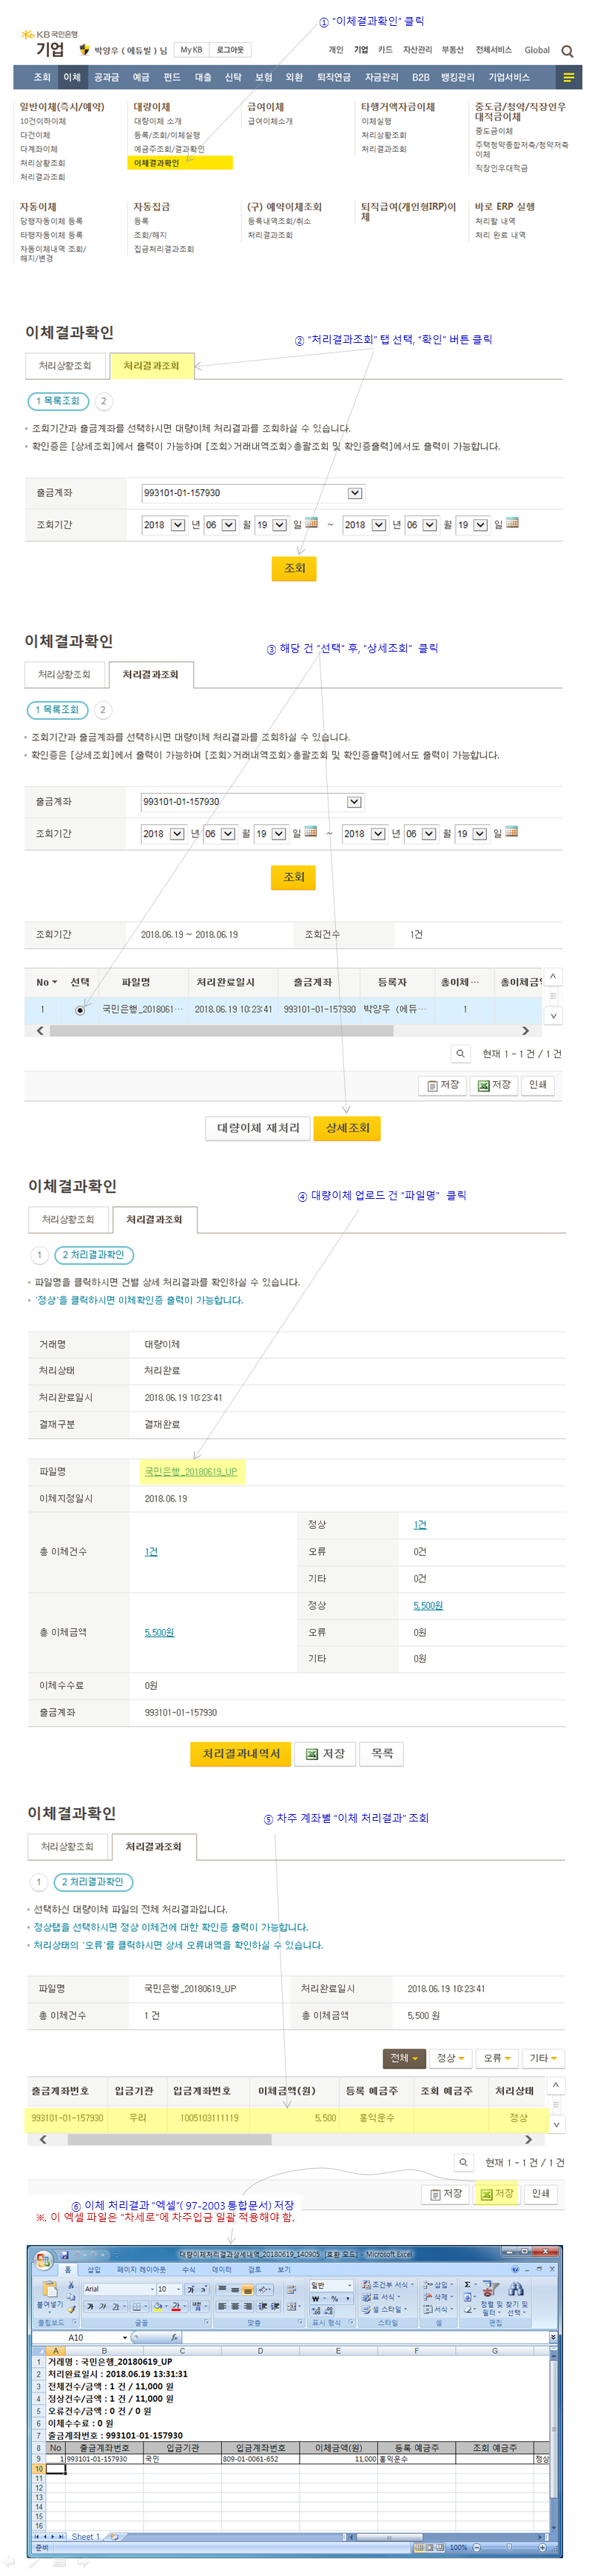 ① "이체결과확인" 클릭
KB국민은행
기업
박양우 ( 에듀빌 ) 님 My KB 로그아웃
개인 기업 카드 자산관리 부동산 전체서비스 Global
조회 이체 공과금 예금 펀드 대출 신탁 보험 외환 퇴직연금 자금관리 B2B 뱅킹관리 기업서비스
일반이체(즉시/예약)
10건이하이체
다건이체
다계좌이체
처리상황조회
처리결과조회
대량이체
대량이체 소개
등록/조회/이체실행
예금주조회/결과확인
이체결과확인
급여이체
급여이체소개
타행거액자금이체
이체실행
처리상황조회
처리결과조회
중도금/청약/직장인우
대적금이체
중도금이체
주택청약종합저축/청약저축
이체
직장인우대적금
자동이체
당행자동이체 등록
타행자동이체 등록
자동이체내역 조회/
해지/변경
자동집금
등록
조회/해지
집금처리결과조회
(구) 예약이체조회
등록내역조회/취소
처리결과조회
퇴직급여(개인형IRP)이
체
바로 ERP 실행
처리할 내역
처리 완료 내역
이체결과확인
② "처리결과조회" 탭 선택, "확인" 버튼 클릭
처리상황조회 처리결과조회
1 목록조회 2
• 조회기간과 출금계좌를 선택하시면 대량이체 처리결과를 조회하실 수 있습니다.
• 확인증은 [상세조회]에서 출력이 가능하며 [조회>거래내역조회>총괄조회 및 확인증출력]에서도 출력이 가능합니다.
출금계좌 993101-01-157930
조회기간 2018 년 06 월 19 일 ~ 2018 년 06 월 19 일
조회
이체결과확인
③ 해당 건 "선택" 후, "상세조회" 클릭
처리상황조회 처리결과조회
1 목록조회 2
• 조회기간과 출금계좌를 선택하시면 대량이체 처리결과를 조회하실 수 있습니다.
• 확인증은 [상세조회]에서 출력이 가능하며 [조회>거래내역조회>총괄조회 및 확인증출력]에서도 출력이 가능합니다.
출금계좌 993101-01-157930
조회기간 2018 년 06 월 19 일 ~ 2018 년 06 월 19 일
조회
조회기간 2018.06.19 ~ 2018.06.19 조회건수 1건
No 선택 파일명 처리완료일시 출금계좌 등록자 총이체… 총이체금액
1 국민은행_2018061… 2018.06.19 10:23:41 993101-01-157930 박양우 (에듀… 1
현재 1 - 1 건 / 1 건
저장 저장 인쇄
대량이체 재처리 상세조회
이체결과확인
④ 대량이체 업로드 건 "파일명" 클릭
처리상황조회 처리결과조회
1 2 처리결과확인
• 파일명을 클릭하시면 건별 상세 처리결과를 확인하실 수 있습니다.
• '정상'을 클릭하시면 이체확인증 출력이 가능합니다.
거래명 대량이체
처리상태 처리완료
처리완료일시 2018.06.19 10:23:41
결재구분 결재완료
파일명 국민은행_20180619_UP
이체지정일시 2018.06.19
총 이체건수 1건
정상 1건
오류 0건
기타 0건
총 이체금액 5,500원
정상 5,500원
오류 0원
기타 0원
이체수수료 0원
출금계좌 993101-01-157930
처리결과내역서 저장 목록
이체결과확인
⑤ 차주 계좌별 "이체 처리결과" 조회
처리상황조회 처리결과조회
1 2 처리결과확인
• 선택하신 대량이체 파일의 전체 처리결과입니다.
• 정상탭을 선택하시면 정상 이체건에 대한 확인증 출력이 가능합니다.
• 처리상태의 '오류'를 클릭하시면 상세 오류내역을 확인하실 수 있습니다.
파일명 국민은행_20180619_UP 처리완료일시 2018.06.19 10:23:41
총 이체건수 1 건 총 이체금액 5,500 원
전체 정상 오류 기타
출금계좌번호 입금기관 입금계좌번호 이체금액(원) 등록 예금주 조회 예금주 처리상태
993101-01-157930 우리 1005103111119 5,500 홍익운수 정상
현재 1 - 1 건 / 1 건
저장 저장 인쇄
⑥ 이체 처리결과 "엑셀"( 97-2003 통합문서) 저장
※. 이 엑셀 파일은 "차세로"에 차주입금 일괄 적용해야 함.
대량이체처리결과상세내역_20180619_140905 [호환 모드] - Microsoft Excel
홈 삽입 페이지 레이아웃 수식 데이터 검토 보기
붙여넣기 Arial 10 일반 조건부 서식 표 서식 셀 스타일 삽입 삭제 서식 정렬 및 필터 찾기 및 선택
클립보드 글꼴 맞춤 표시 형식 스타일 셀 편집
A10 fx
A B C D E F G
1 거래명 : 국민은행_20180619_UP
2 처리완료일시 : 2018.06.19 13:31:31
3 전체건수/금액 : 1 건 / 11,000 원
4 정상건수/금액 : 1 건 / 11,000 원
5 오류건수/금액 : 0 건 / 0 원
6 이체수수료 : 0 원
7 출금계좌번호 : 993101-01-157930
8 No 출금계좌번호 입금기관 입금계좌번호 이체금액(원) 등록 예금주 조회 예금주
9 1 993101-01-157930 국민 809-01-0061-652 11,000 홍익운수 정상
10
11
12
13
14
15
16
Sheet 1
준비 100%